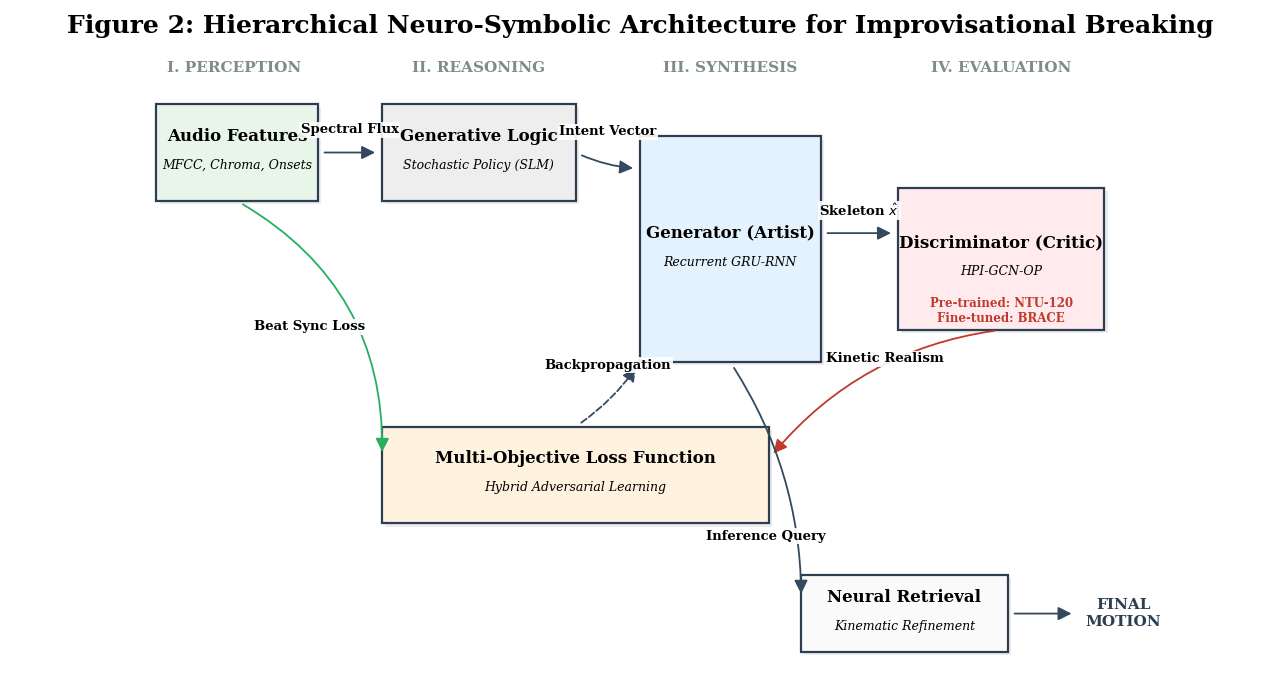 Figure 2: Hierarchical Neuro-Symbolic Architecture for Improvisational Breaking
I. PERCEPTION
II. REASONING
III. SYNTHESIS
IV. EVALUATION
Audio Features
MFCC, Chroma, Onsets
Spectral Flux
Generative Logic
Stochastic Policy (SLM)
Intent Vector
Generator (Artist)
Recurrent GRU-RNN
Skeleton x̂
Discriminator (Critic)
HPI-GCN-OP
Pre-trained: NTU-120
Fine-tuned: BRACE
Beat Sync Loss
Backpropagation
Kinetic Realism
Multi-Objective Loss Function
Hybrid Adversarial Learning
Inference Query
Neural Retrieval
Kinematic Refinement
FINAL
MOTION